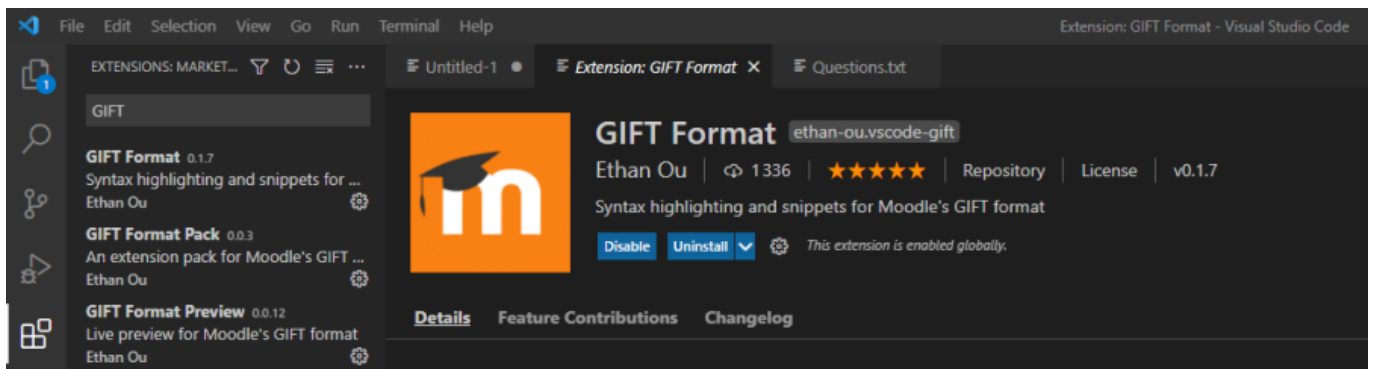 File Edit Selection View Go Run Terminal Help
Extension: GIFT Format - Visual Studio Code
EXTENSIONS: MARKET...
Untitled-1
Extension: GIFT Format
Questions.txt
1
GIFT
GIFT Format 0.1.7
Syntax highlighting and snippets for ...
Ethan Ou
GIFT Format Pack 0.0.3
An extension pack for Moodle's GIFT ...
Ethan Ou
GIFT Format Preview 0.0.12
Live preview for Moodle's GIFT format
Ethan Ou
m
GIFT Format ethan-ou.vscode-gift
Ethan Ou 1336 Repository License v0.1.7
Syntax highlighting and snippets for Moodle's GIFT format
Disable Uninstall This extension is enabled globally.
Details Feature Contributions Changelog